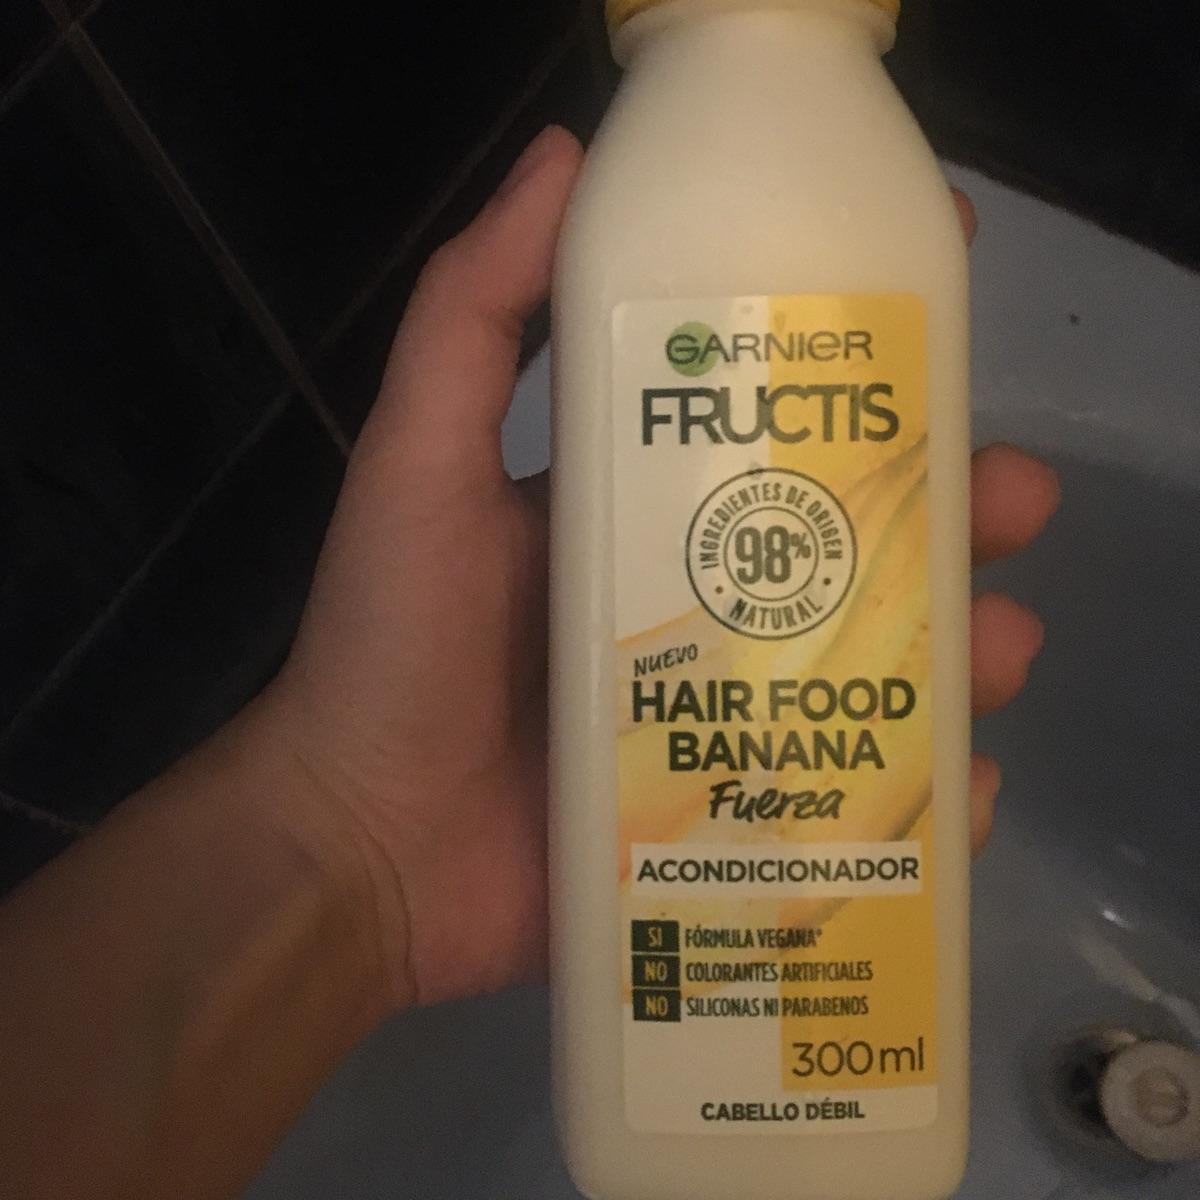 GARNIER
FRUCTIS
INGREDIENTES DE ORIGEN
98%
NATURAL
NUEVO
HAIR FOOD
BANANA
Fuerza
ACONDICIONADOR
SI FÓRMULA VEGANA*
NO COLORANTES ARTIFICIALES
NO SILICONAS NI PARABENOS
300ml
CABELLO DÉBIL